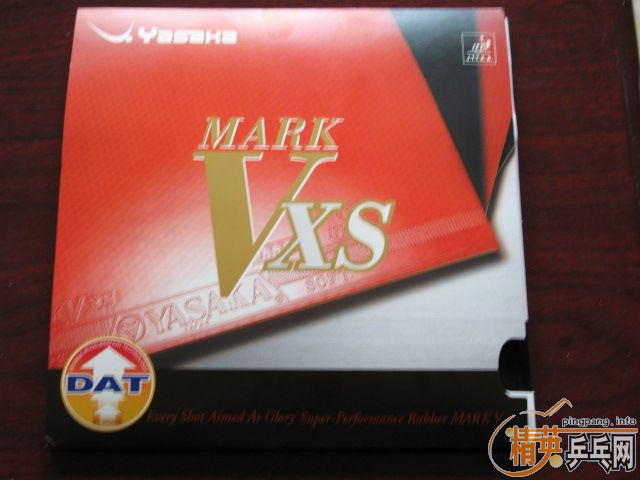 Yasaka
MARK
V XS
VXS
YASAKA
DAT
Every Shot Aimed At Glory Super-Performance Rubber MARK V
pingpang.info
精英乒乓网